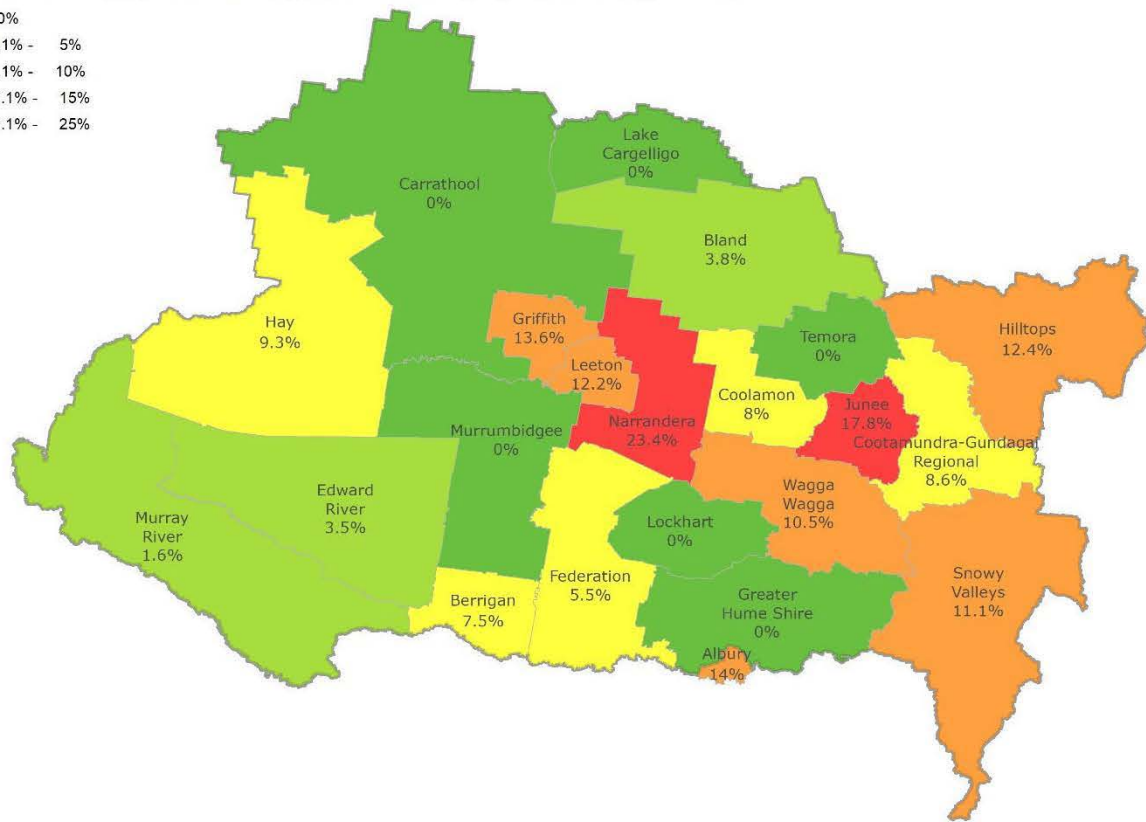 0%
1% - 5%
1% - 10%
.1% - 15%
.1% - 25%
Lake
Cargelligo
0%
Carrathool
0%
Bland
3.8%
Hay
9.3%
Griffith
13.6%
Temora
0%
Hilltops
12.4%
Leeton
12.2%
Coolamon
8%
Junee
17.8%
Narrandera
23.4%
Murrumbidgee
0%
Cootamundra-Gundagai
Regional
8.6%
Edward
River
3.5%
Wagga
Wagga
10.5%
Murray
River
1.6%
Lockhart
0%
Federation
5.5%
Snowy
Valleys
11.1%
Berrigan
7.5%
Greater
Hume Shire
0%
Albury
14%